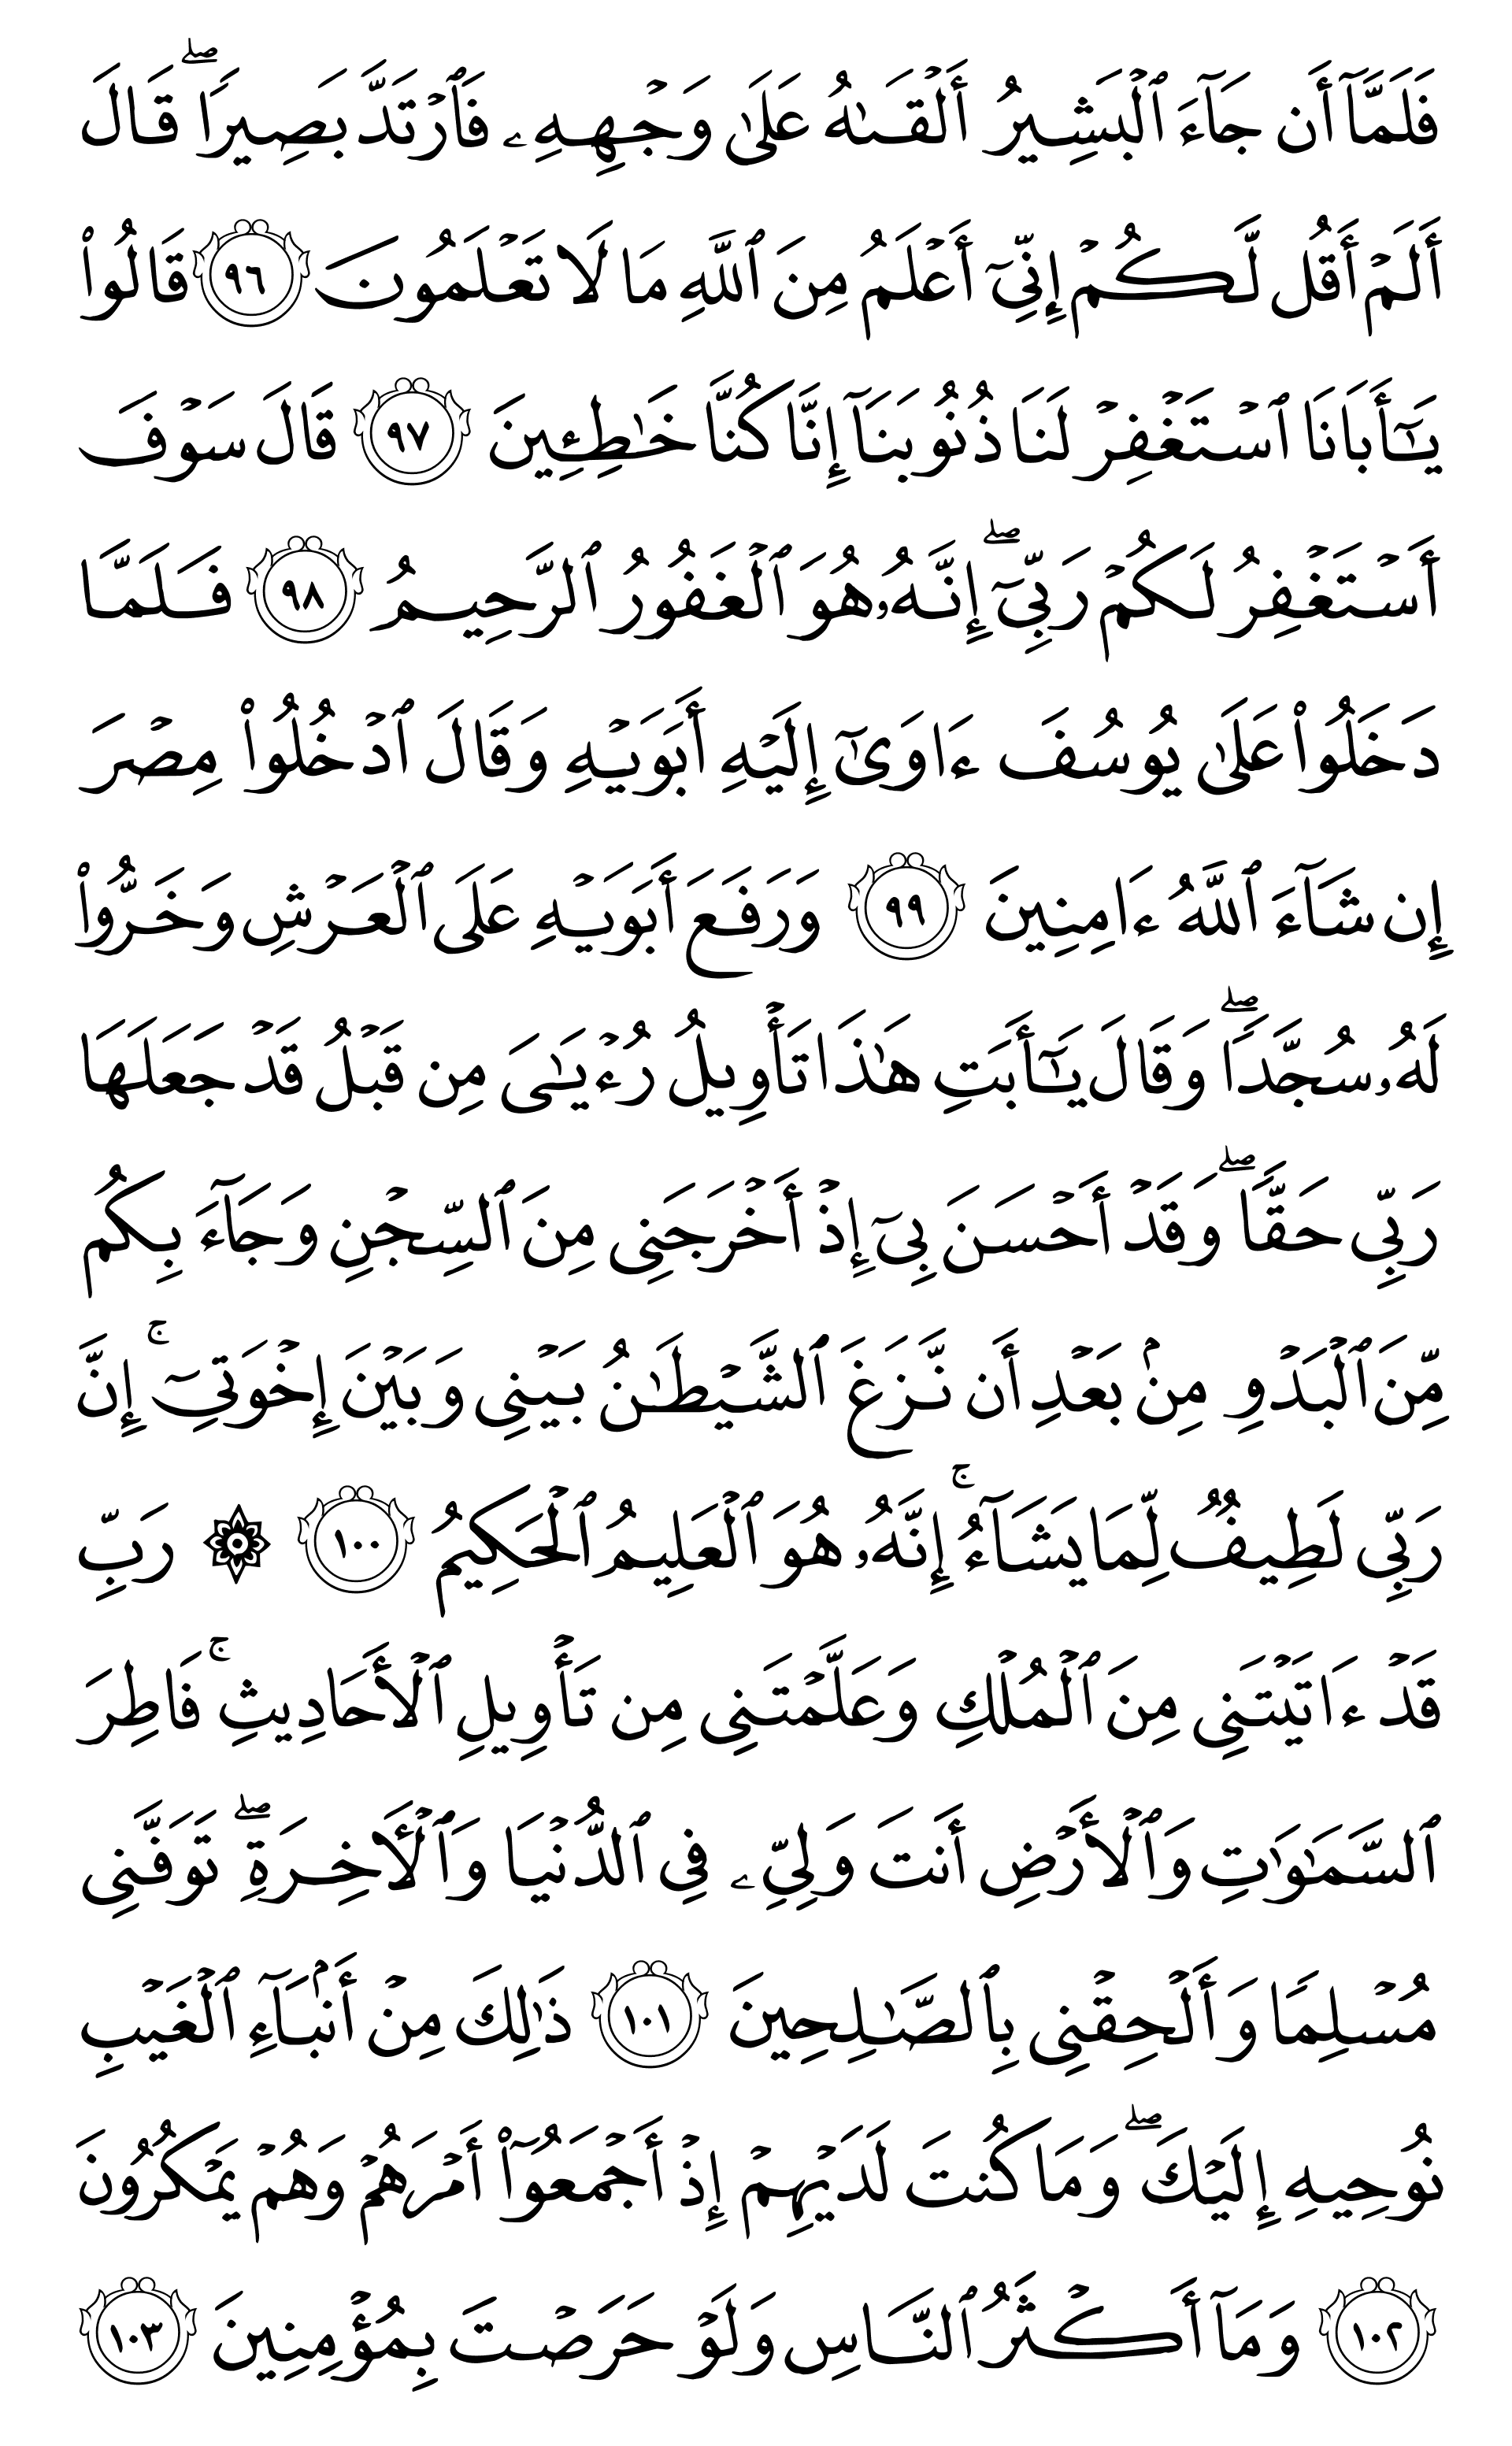 فَلَمَّآ أَن جَآءَ ٱلۡبَشِيرُ أَلۡقَىٰهُ عَلَىٰ وَجۡهِهِۦ فَٱرۡتَدَّ بَصِيرٗاۖ قَالَ
أَلَمۡ أَقُل لَّكُمۡ إِنِّيٓ أَعۡلَمُ مِنَ ٱللَّهِ مَا لَا تَعۡلَمُونَ ٩٦ قَالُواْ
يَٰٓأَبَانَا ٱسۡتَغۡفِرۡ لَنَا ذُنُوبَنَآ إِنَّا كُنَّا خَٰطِـِٔينَ ٩٧ قَالَ سَوۡفَ
أَسۡتَغۡفِرُ لَكُمۡ رَبِّيٓۖ إِنَّهُۥ هُوَ ٱلۡغَفُورُ ٱلرَّحِيمُ ٩٨ فَلَمَّا
دَخَلُواْ عَلَىٰ يُوسُفَ ءَاوَىٰٓ إِلَيۡهِ أَبَوَيۡهِ وَقَالَ ٱدۡخُلُواْ مِصۡرَ
إِن شَآءَ ٱللَّهُ ءَامِنِينَ ٩٩ وَرَفَعَ أَبَوَيۡهِ عَلَى ٱلۡعَرۡشِ وَخَرُّواْ
لَهُۥ سُجَّدٗاۖ وَقَالَ يَٰٓأَبَتِ هَٰذَا تَأۡوِيلُ رُءۡيَٰيَ مِن قَبۡلُ قَدۡ جَعَلَهَا
رَبِّي حَقّٗاۖ وَقَدۡ أَحۡسَنَ بِيٓ إِذۡ أَخۡرَجَنِي مِنَ ٱلسِّجۡنِ وَجَآءَ بِكُم
مِّنَ ٱلۡبَدۡوِ مِنۢ بَعۡدِ أَن نَّزَغَ ٱلشَّيۡطَٰنُ بَيۡنِي وَبَيۡنَ إِخۡوَتِيٓۚ إِنَّ
رَبِّي لَطِيفٞ لِّمَا يَشَآءُۚ إِنَّهُۥ هُوَ ٱلۡعَلِيمُ ٱلۡحَكِيمُ ١٠٠ ۞ رَبِّ
قَدۡ ءَاتَيۡتَنِي مِنَ ٱلۡمُلۡكِ وَعَلَّمۡتَنِي مِن تَأۡوِيلِ ٱلۡأَحَادِيثِۚ فَاطِرَ
ٱلسَّمَٰوَٰتِ وَٱلۡأَرۡضِ أَنتَ وَلِيِّۦ فِي ٱلدُّنۡيَا وَٱلۡأٓخِرَةِۖ تَوَفَّنِي
مُسۡلِمٗا وَأَلۡحِقۡنِي بِٱلصَّٰلِحِينَ ١٠١ ذَٰلِكَ مِنۡ أَنۢبَآءِ ٱلۡغَيۡبِ
نُوحِيهِ إِلَيۡكَۖ وَمَا كُنتَ لَدَيۡهِمۡ إِذۡ أَجۡمَعُوٓاْ أَمۡرَهُمۡ وَهُمۡ يَمۡكُرُونَ
١٠٢ وَمَآ أَكۡثَرُ ٱلنَّاسِ وَلَوۡ حَرَصۡتَ بِمُؤۡمِنِينَ ١٠٣